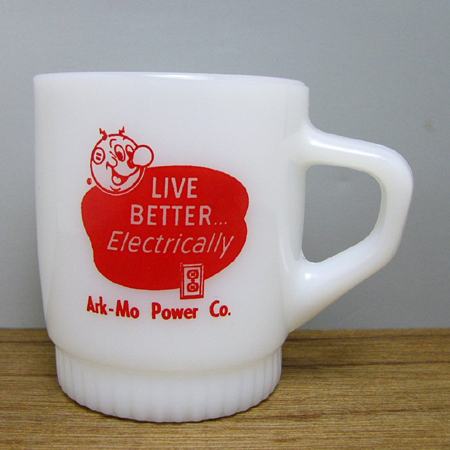 LIVE
BETTER...
Electrically
Ark-Mo Power Co.